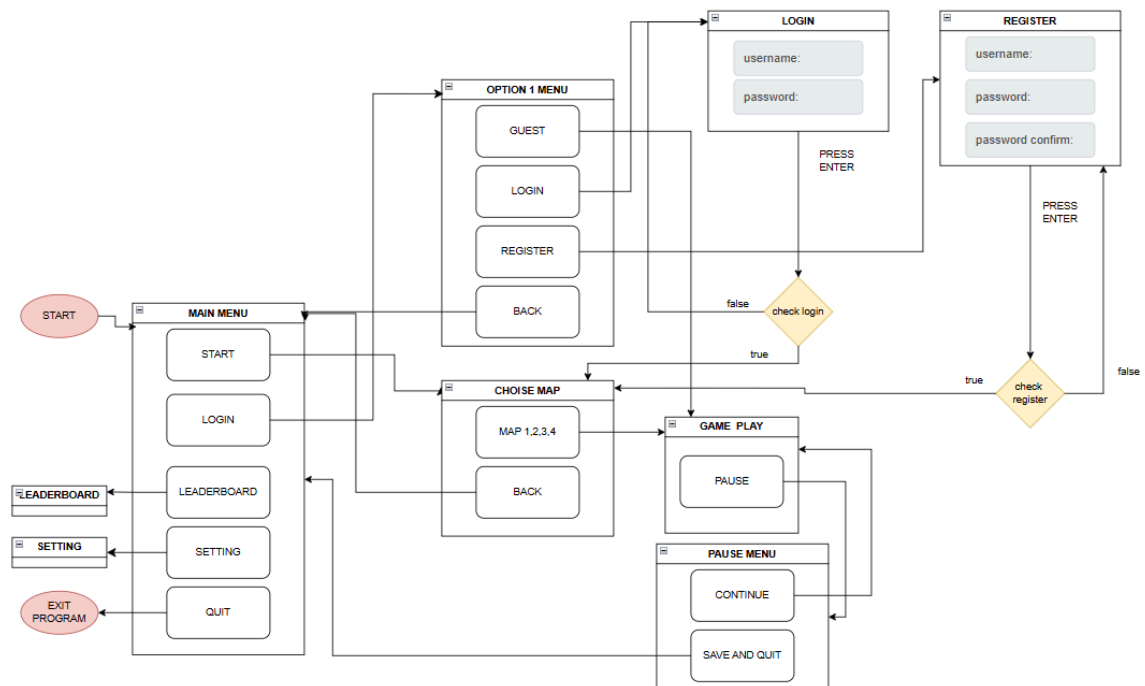 LOGIN
username:
password:
PRESS
ENTER
REGISTER
username:
password:
password confirm:
PRESS
ENTER
OPTION 1 MENU
GUEST
LOGIN
REGISTER
BACK
false
check login
true
true
check
register
false
START
MAIN MENU
START
LOGIN
LEADERBOARD
SETTING
QUIT
LEADERBOARD
SETTING
EXIT
PROGRAM
CHOISE MAP
MAP 1,2,3,4
BACK
GAME PLAY
PAUSE
PAUSE MENU
CONTINUE
SAVE AND QUIT